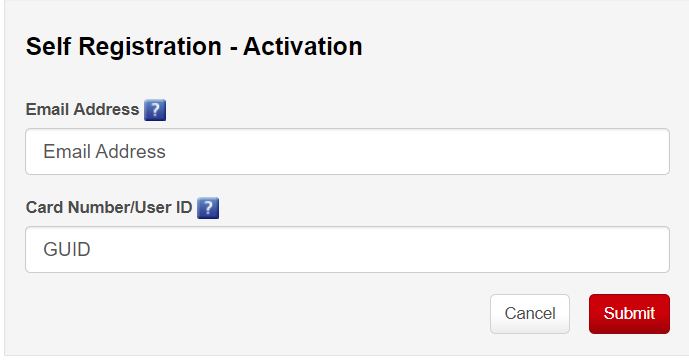 Self Registration - Activation
Email Address ?
Email Address
Card Number/User ID ?
GUID
Cancel Submit